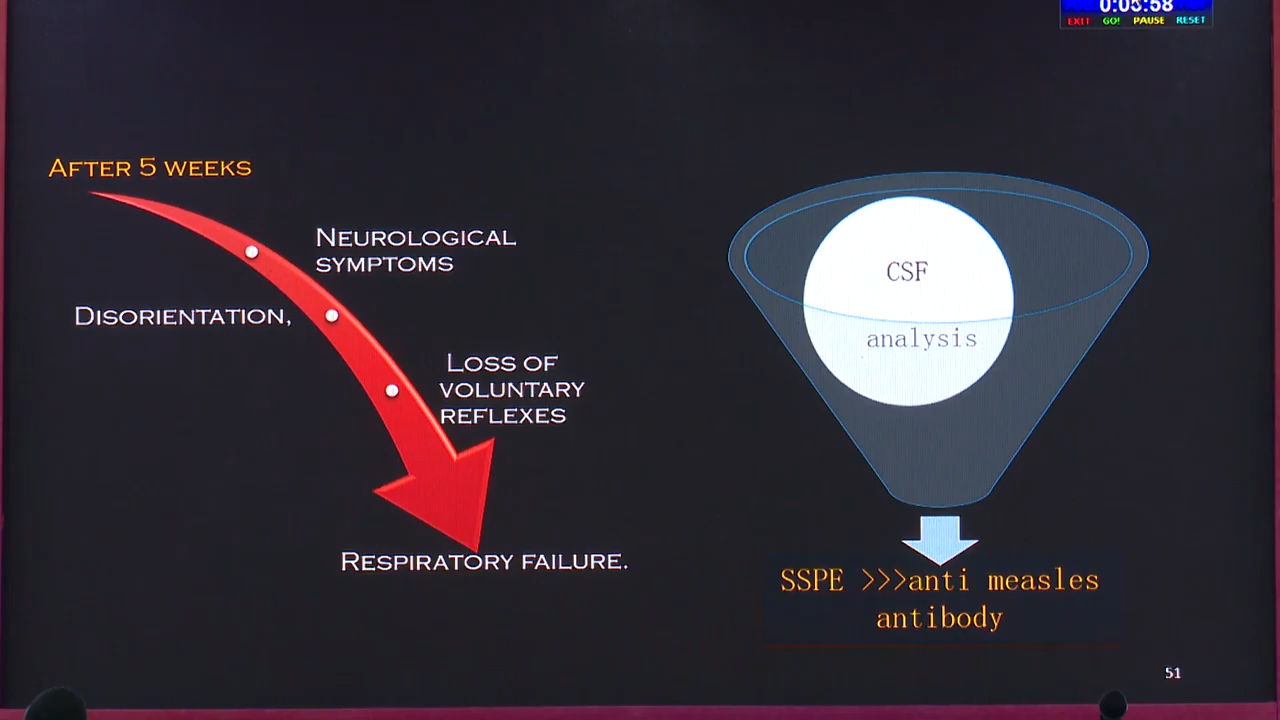 0:05:58
EXIT GO! PAUSE RESET
AFTER 5 WEEKS
NEUROLOGICAL
SYMPTOMS
DISORIENTATION,
LOSS OF
VOLUNTARY
REFLEXES
RESPIRATORY FAILURE.
CSF
analysis
SSPE >>>anti measles
antibody
51